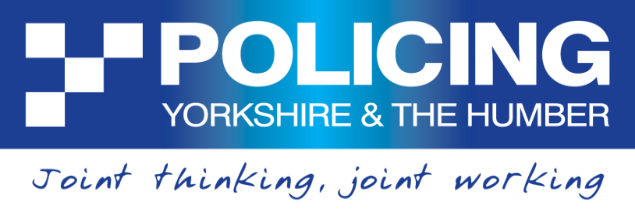 POLICING
YORKSHIRE & THE HUMBER
Joint thinking, joint working